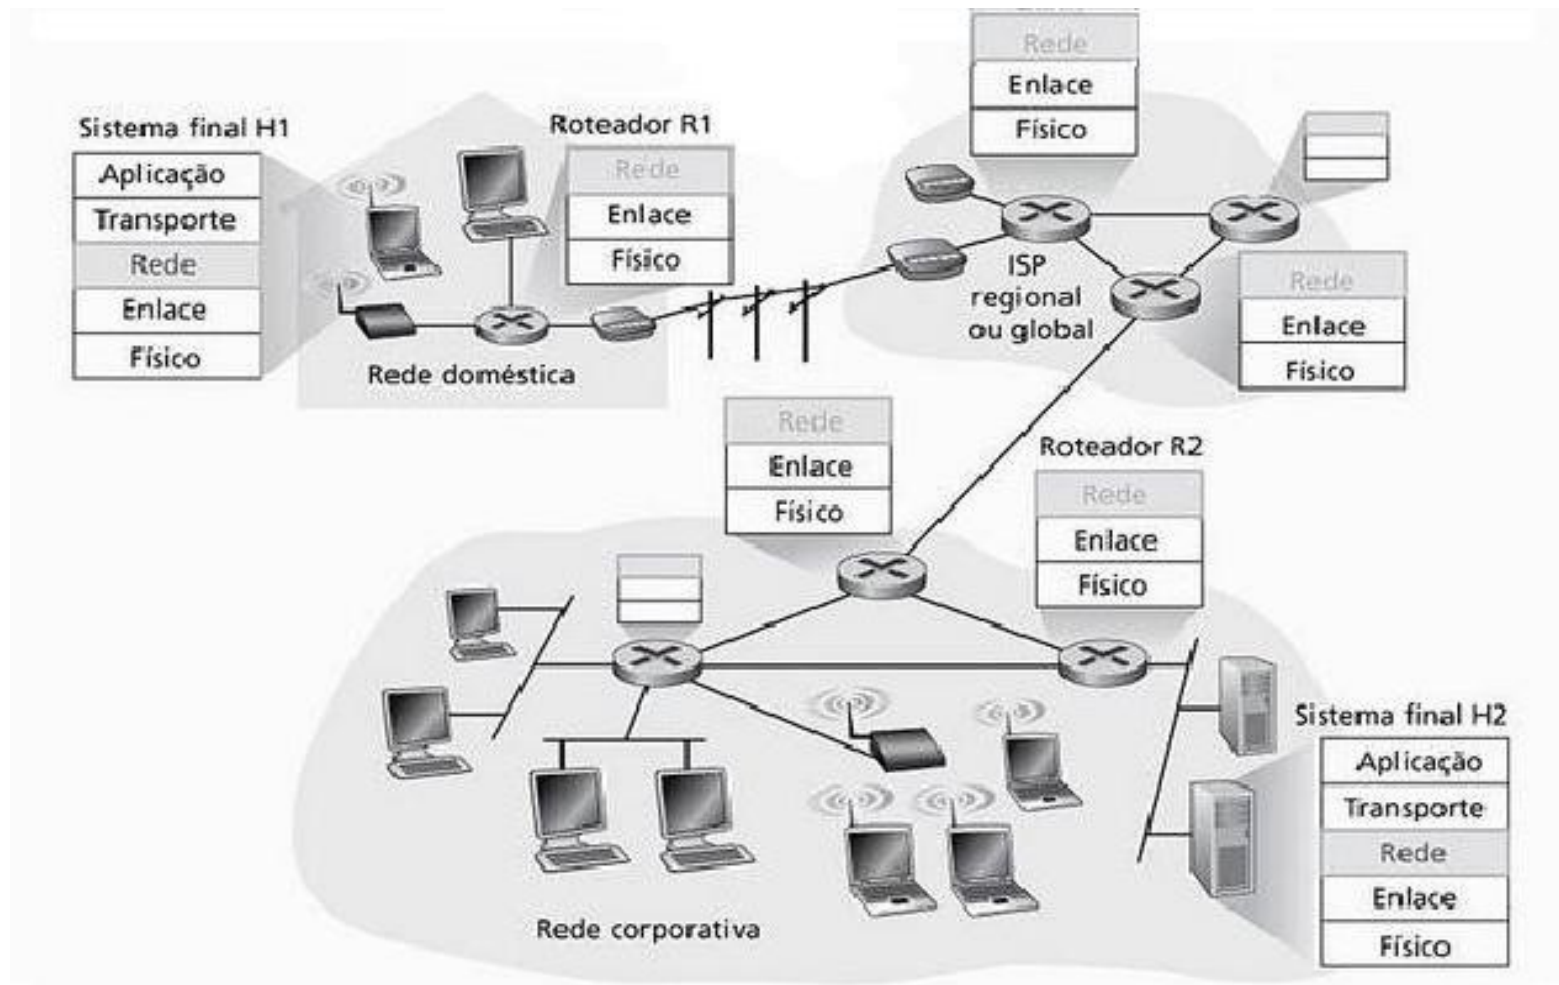 Rede
Enlace
Físico
Sistema final H1
Aplicação
Transporte
Rede
Enlace
Físico
Roteador R1
Rede
Enlace
Físico
Rede doméstica
ISP
regional
ou global
Rede
Enlace
Físico
Rede
Enlace
Físico
Roteador R2
Rede
Enlace
Físico
Sistema final H2
Aplicação
Transporte
Rede
Enlace
Físico
Rede corporativa